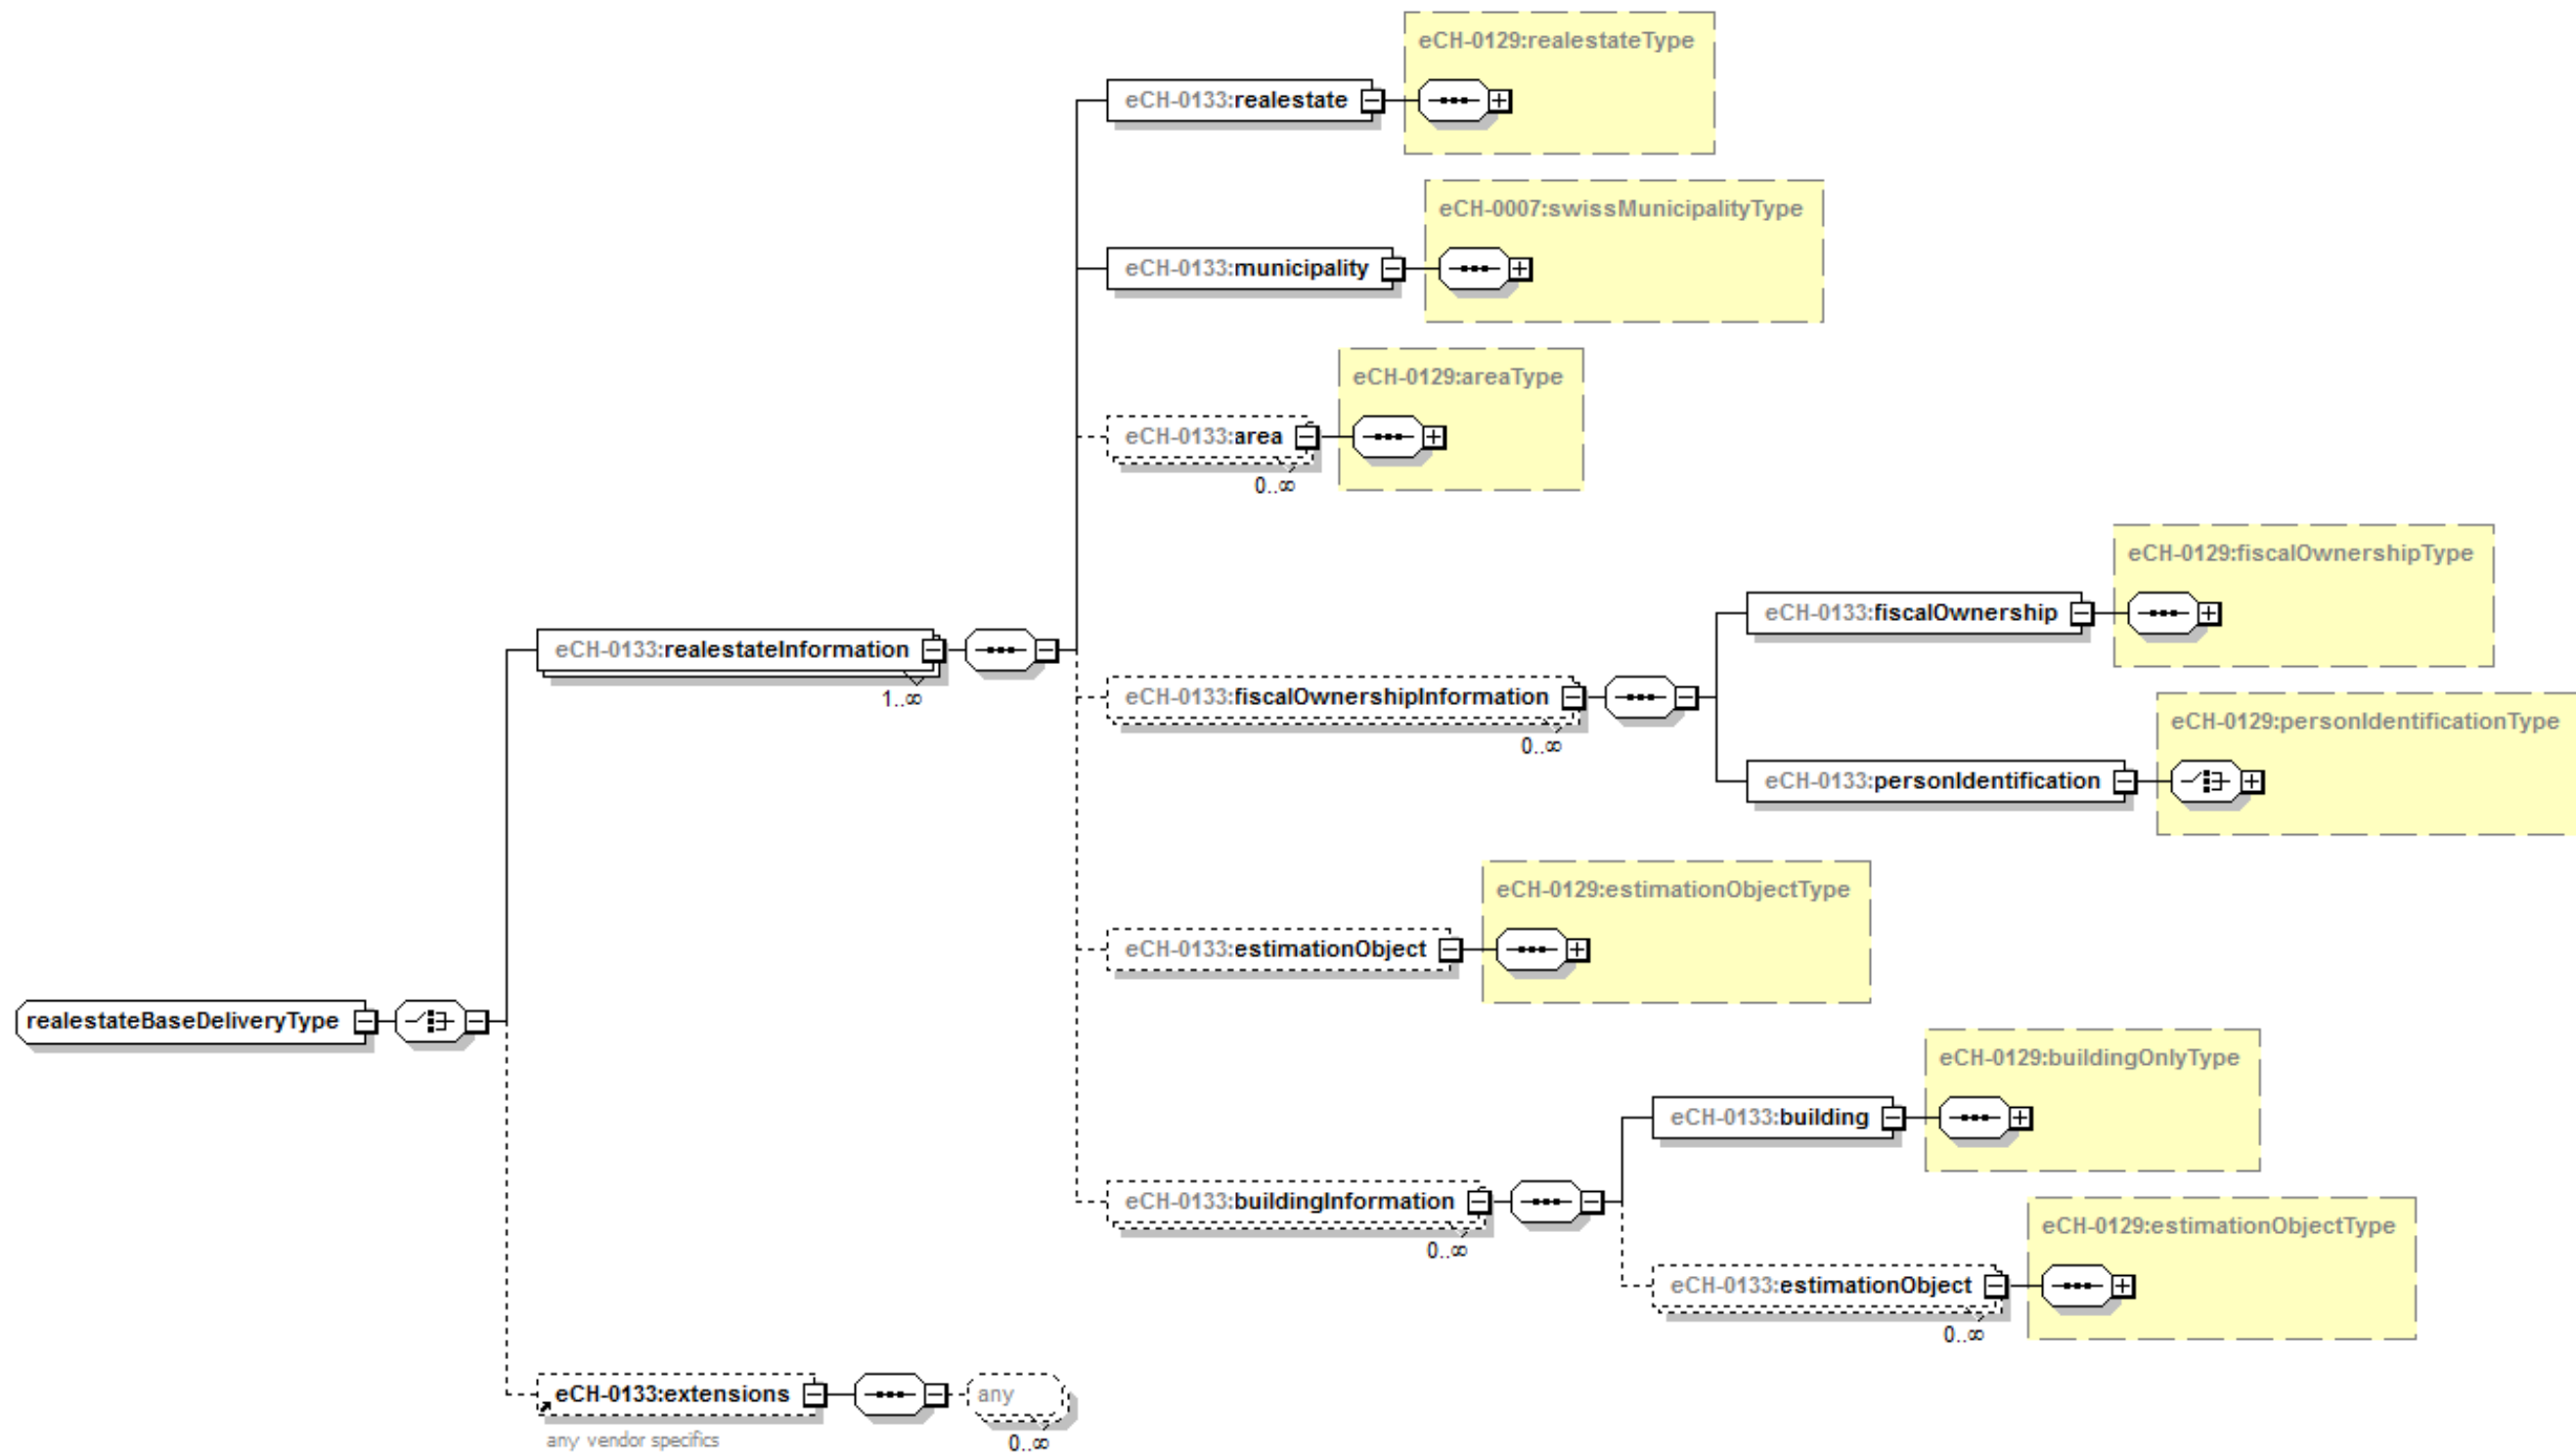 eCH-0129:realestateType
eCH-0133:realestate
eCH-0007:swissMunicipalityType
eCH-0133:municipality
eCH-0129:areaType
eCH-0133:area
0..∞
eCH-0129:fiscalOwnershipType
eCH-0133:fiscalOwnership
eCH-0133:realestateInformation
1..∞
eCH-0133:fiscalOwnershipInformation
0..∞
eCH-0129:personIdentificationType
eCH-0133:personIdentification
eCH-0129:estimationObjectType
eCH-0133:estimationObject
realestateBaseDeliveryType
eCH-0129:buildingOnlyType
eCH-0133:building
eCH-0133:buildingInformation
0..∞
eCH-0129:estimationObjectType
eCH-0133:estimationObject
0..∞
eCH-0133:extensions
any
any vendor specifics
0..∞